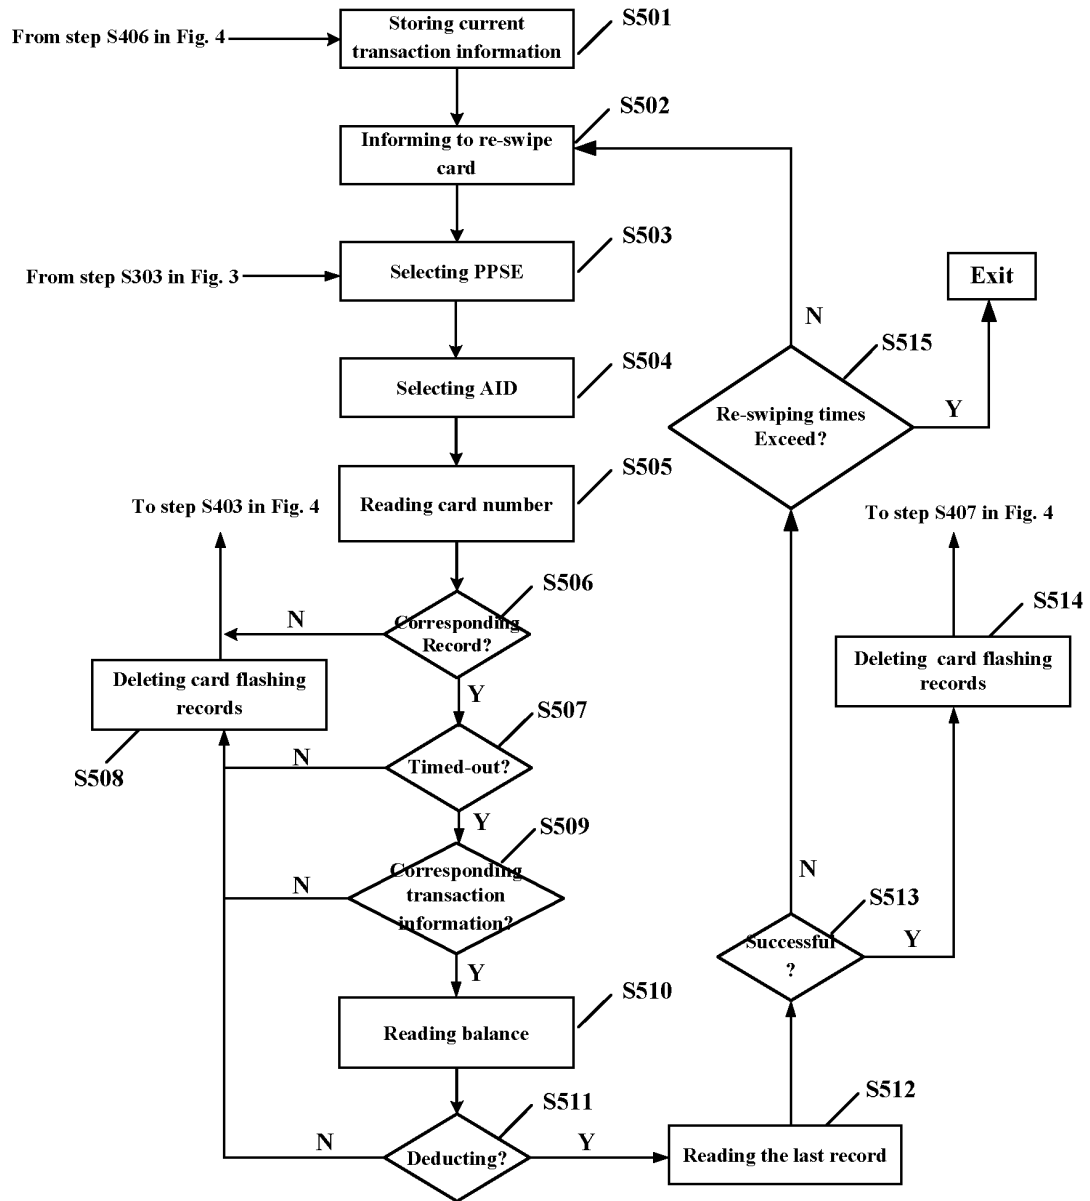 Storing current
transaction information
S501
From step S406 in Fig. 4
Informing to re-swipe
card
S502
Selecting PPSE
S503
From step S303 in Fig. 3
Exit
N
S515
Selecting AID
S504
Re-swiping times
Exceed?
Y
Reading card number
S505
To step S403 in Fig. 4
To step S407 in Fig. 4
S506
Corresponding
Record?
N
Y
S514
Deleting  card flashing
records
Deleting card flashing
records
S508
S507
Timed-out?
N
Y
S509
Corresponding
transaction
information?
N
Y
N
S513
Successful
?
Y
Reading balance
S510
S511
Deducting?
N
Y
S512
Reading the last record